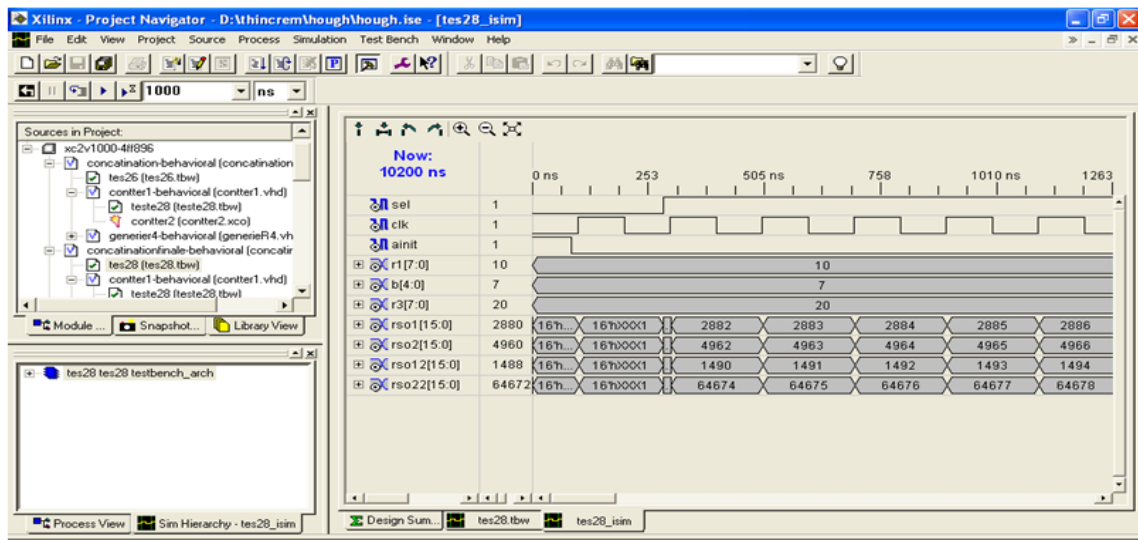 Xilinx - Project Navigator - D:\thincrem\hough\hough.ise - [tes28_isim]
File Edit View Project Source Process Simulation Test Bench Window Help
1000 ns
Sources in Project:
xc2v1000-4ff896
concatination-behavioral (concatination
tes26 (tes26.tbw)
contter1-behavioral (contter1.vhd)
teste28 (teste28.tbw)
contter2 (contter2.xco)
generier4-behavioral (generieR4.vh
concatinationfinale-behavioral (concatir
tes28 (tes28.tbw)
contter1-behavioral (contter1.vhd)
teste28 (teste28.tbw)
Module ... Snapshot... Library View
tes28 tes28 testbench_arch
Process View Sim Hierarchy - tes28_isim
Now:
10200 ns
0 ns 253 505 ns 758 1010 ns 1263
sel 1
clk 1
ainit 1
r1[7:0] 10 10
b[4:0] 7 7
r3[7:0] 20 20
rso1[15:0] 2880 16'h... 16'hXXX1 2882 2883 2884 2885 2886
rso2[15:0] 4960 16'h... 16'hXXX1 4962 4963 4964 4965 4966
rso12[15:0] 1488 16'h... 16'hXXX1 1490 1491 1492 1493 1494
rso22[15:0] 64672 16'h... 16'hXXX1 64674 64675 64676 64677 64678
Design Sum... tes28.tbw tes28_isim